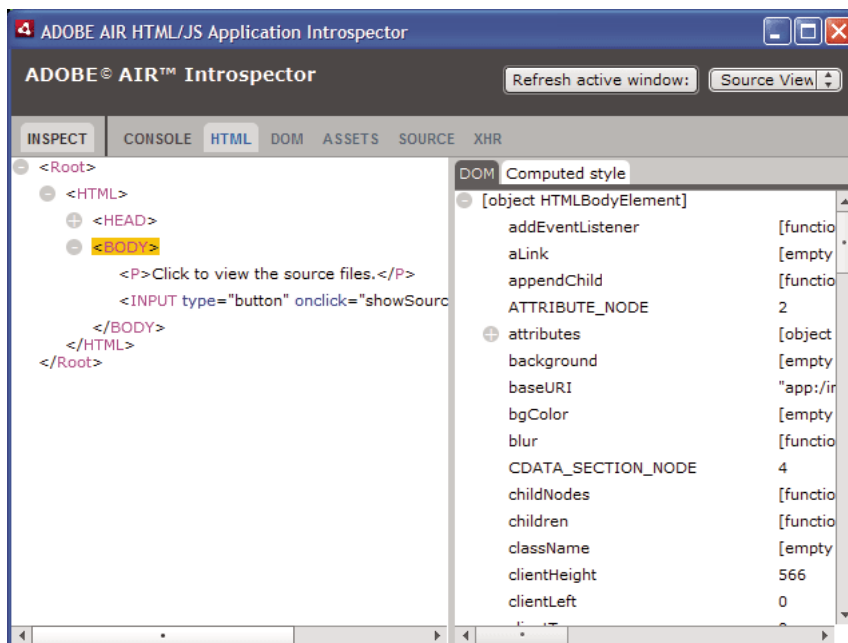 ADOBE AIR HTML/JS Application Introspector
ADOBE© AIR™ Introspector
Refresh active window:
Source View
INSPECT CONSOLE HTML DOM ASSETS SOURCE XHR
<Root>
<HTML>
<HEAD>
<BODY>
<P>Click to view the source files.</P>
<INPUT type="button" onclick="showSourc
</BODY>
</HTML>
</Root>
DOM Computed style
[object HTMLBodyElement]
addEventListener [functio
aLink [empty
appendChild [functio
ATTRIBUTE_NODE 2
attributes [object
background [empty
baseURI "app:/in
bgColor [empty
blur [functio
CDATA_SECTION_NODE 4
childNodes [functio
children [functio
className [empty
clientHeight 566
clientLeft 0